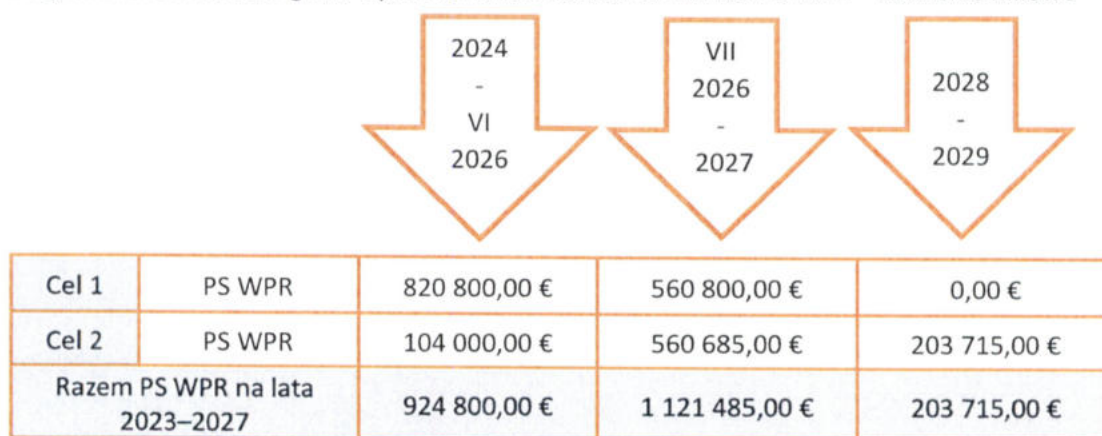 2024
-
VI
2026
VII
2026
-
2027
2028
-
2029
Cel 1 PS WPR 820 800,00 € 560 800,00 € 0,00 €
Cel 2 PS WPR 104 000,00 € 560 685,00 € 203 715,00 €
Razem PS WPR na lata
2023–2027 924 800,00 € 1 121 485,00 € 203 715,00 €